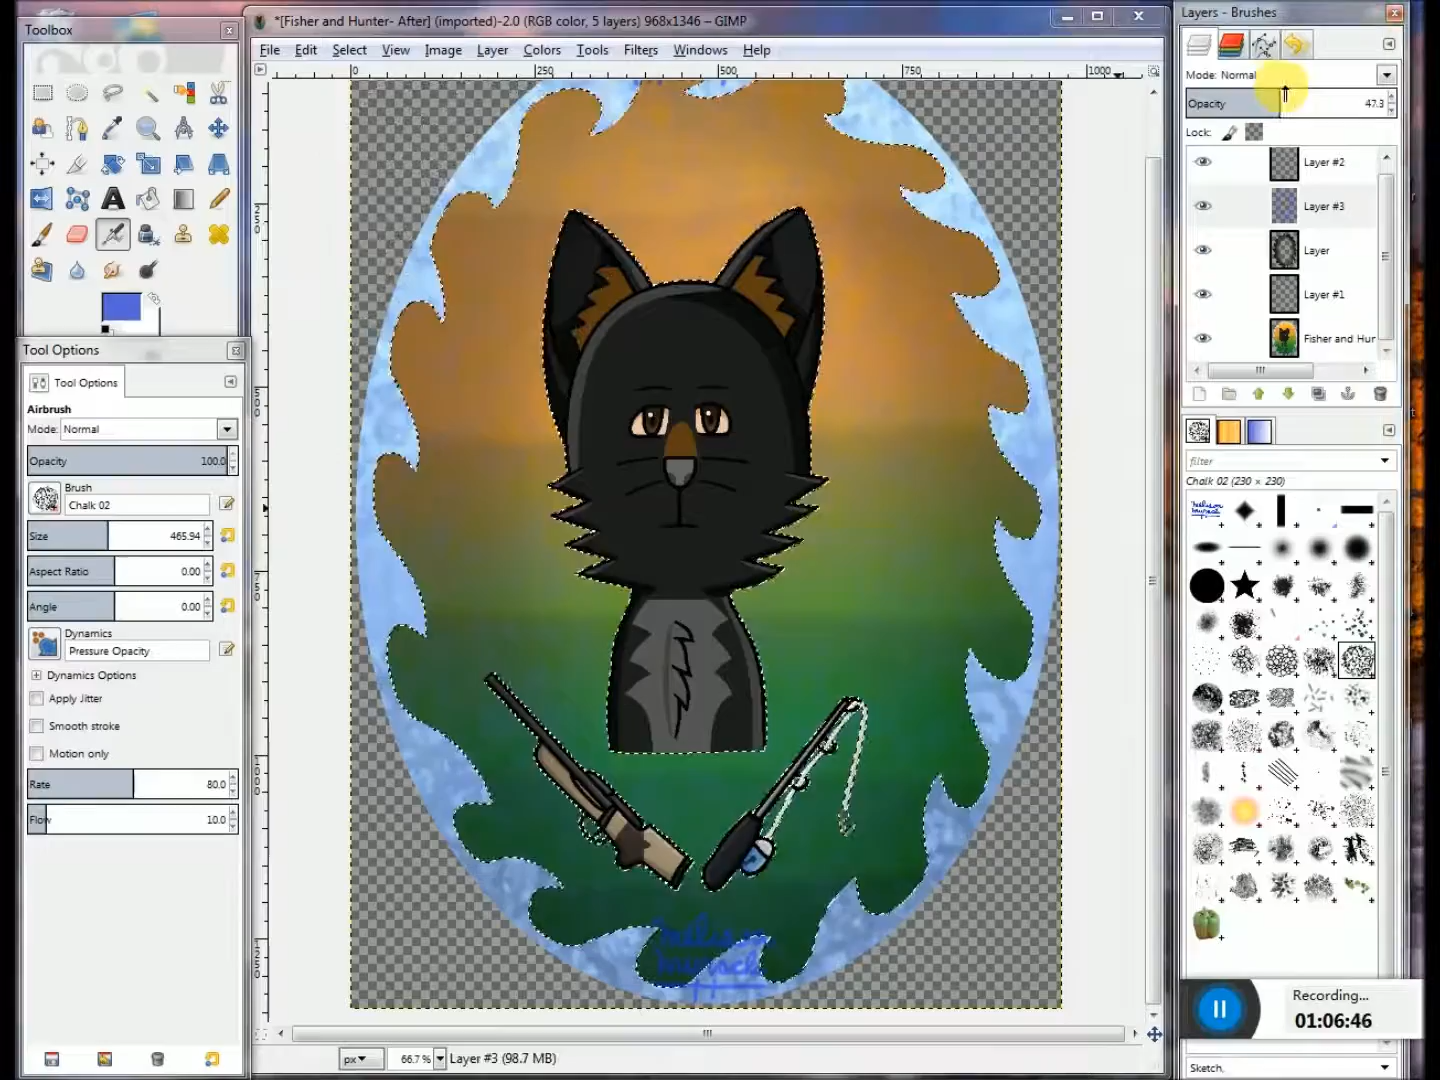 Toolbox
*[Fisher and Hunter- After] (imported)-2.0 (RGB color, 5 layers) 968x1346 – GIMP
Layers - Brushes
File Edit Select View Image Layer Colors Tools Filters Windows Help
0 250 500 750 1000
Mode: Normal
Opacity 47.3
Lock:
Layer #2
Layer #3
Layer
Layer #1
Fisher and Hur
Tool Options
Tool Options
Airbrush
Mode: Normal
Opacity 100.0
Brush
Chalk 02
Size 465.94
Aspect Ratio 0.00
Angle 0.00
Dynamics
Pressure Opacity
Dynamics Options
Apply Jitter
Smooth stroke
Motion only
Rate 80.0
Flow 10.0
filter
Chalk 02 (230 × 230)
Recording...
01:06:46
px 66.7 % Layer #3 (98.7 MB)
Sketch,